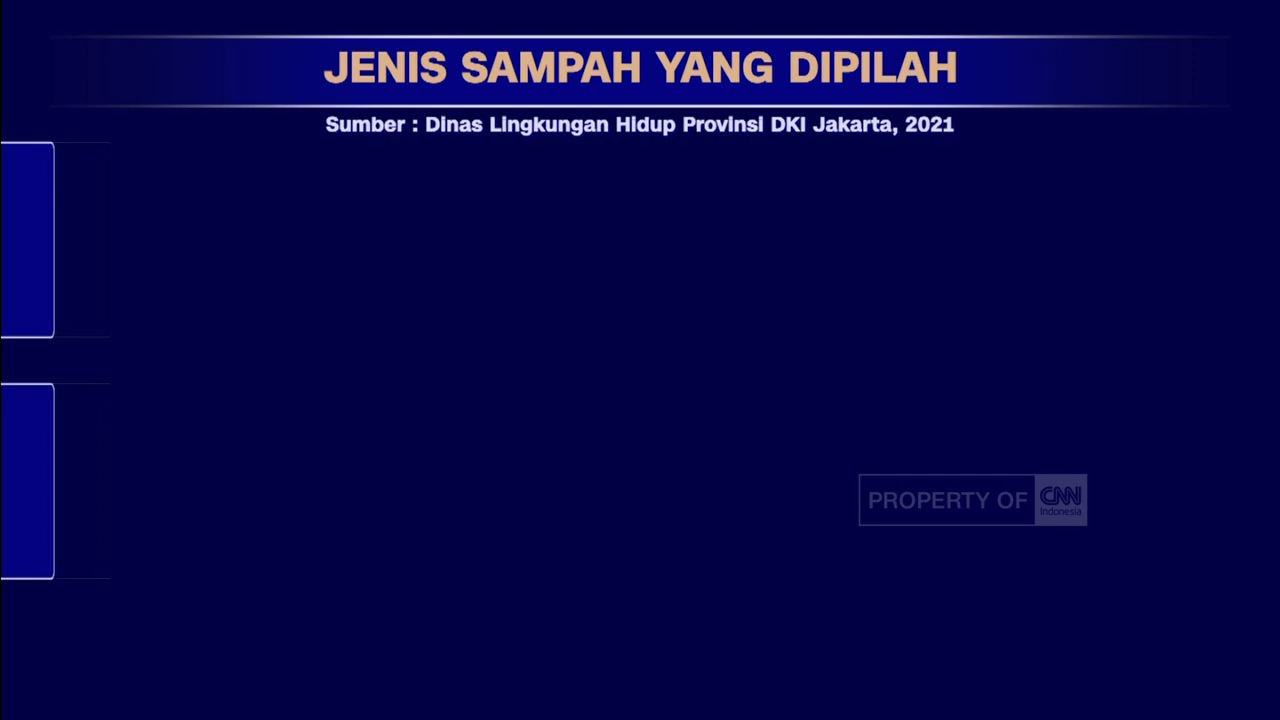 JENIS SAMPAH YANG DIPILAH
Sumber : Dinas Lingkungan Hidup Provinsi DKI Jakarta, 2021
PROPERTY OF CNN Indonesia